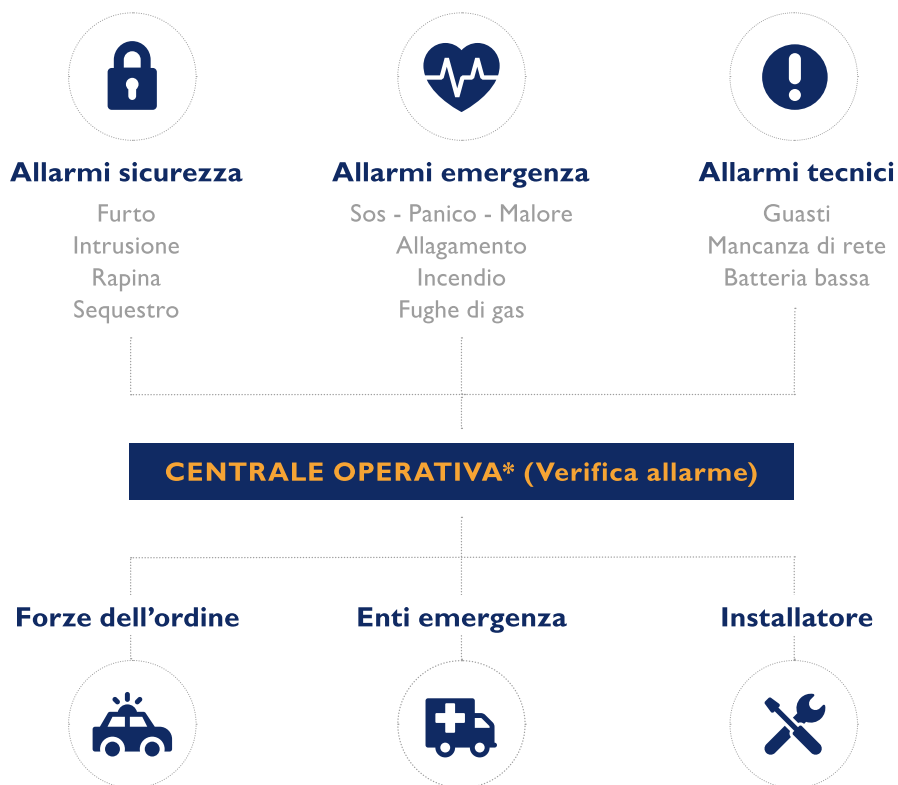 Allarmi sicurezza
Furto
Intrusione
Rapina
Sequestro
Allarmi emergenza
Sos - Panico - Malore
Allagamento
Incendio
Fughe di gas
Allarmi tecnici
Guasti
Mancanza di rete
Batteria bassa
CENTRALE OPERATIVA* (Verifica allarme)
Forze dell’ordine
Enti emergenza
Installatore